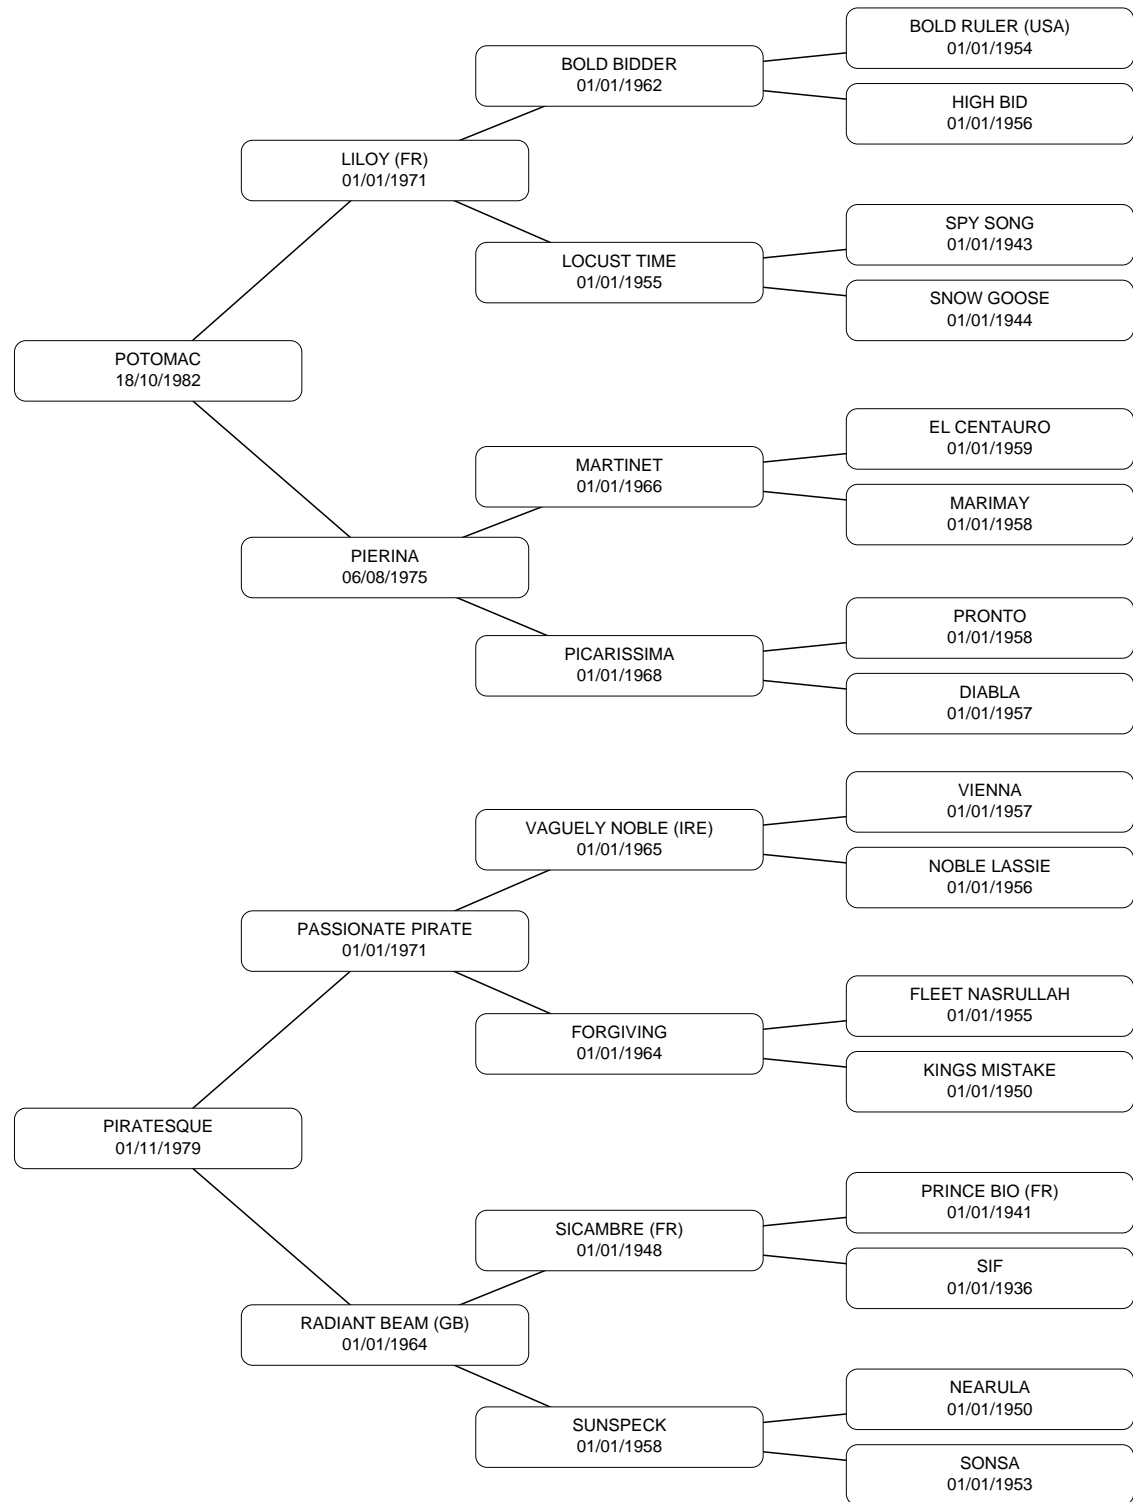 BOLD RULER (USA)
01/01/1954
BOLD BIDDER
01/01/1962
HIGH BID
01/01/1956
LILOY (FR)
01/01/1971
SPY SONG
01/01/1943
LOCUST TIME
01/01/1955
SNOW GOOSE
01/01/1944
POTOMAC
18/10/1982
EL CENTAURO
01/01/1959
MARTINET
01/01/1966
MARIMAY
01/01/1958
PIERINA
06/08/1975
PRONTO
01/01/1958
PICARISSIMA
01/01/1968
DIABLA
01/01/1957
VIENNA
01/01/1957
VAGUELY NOBLE (IRE)
01/01/1965
NOBLE LASSIE
01/01/1956
PASSIONATE PIRATE
01/01/1971
FLEET NASRULLAH
01/01/1955
FORGIVING
01/01/1964
KINGS MISTAKE
01/01/1950
PIRATESQUE
01/11/1979
PRINCE BIO (FR)
01/01/1941
SICAMBRE (FR)
01/01/1948
SIF
01/01/1936
RADIANT BEAM (GB)
01/01/1964
NEARULA
01/01/1950
SUNSPECK
01/01/1958
SONSA
01/01/1953